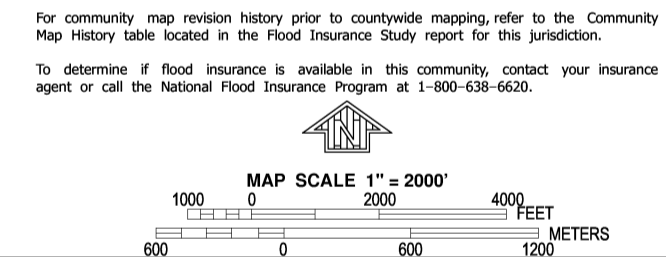 For community map revision history prior to countywide mapping, refer to the Community
Map History table located in the Flood Insurance Study report for this jurisdiction.
To determine if flood insurance is available in this community, contact your insurance
agent or call the National Flood Insurance Program at 1-800-638-6620.
N
MAP SCALE 1" = 2000'
1000 0 2000 4000
FEET
METERS
600 0 600 1200